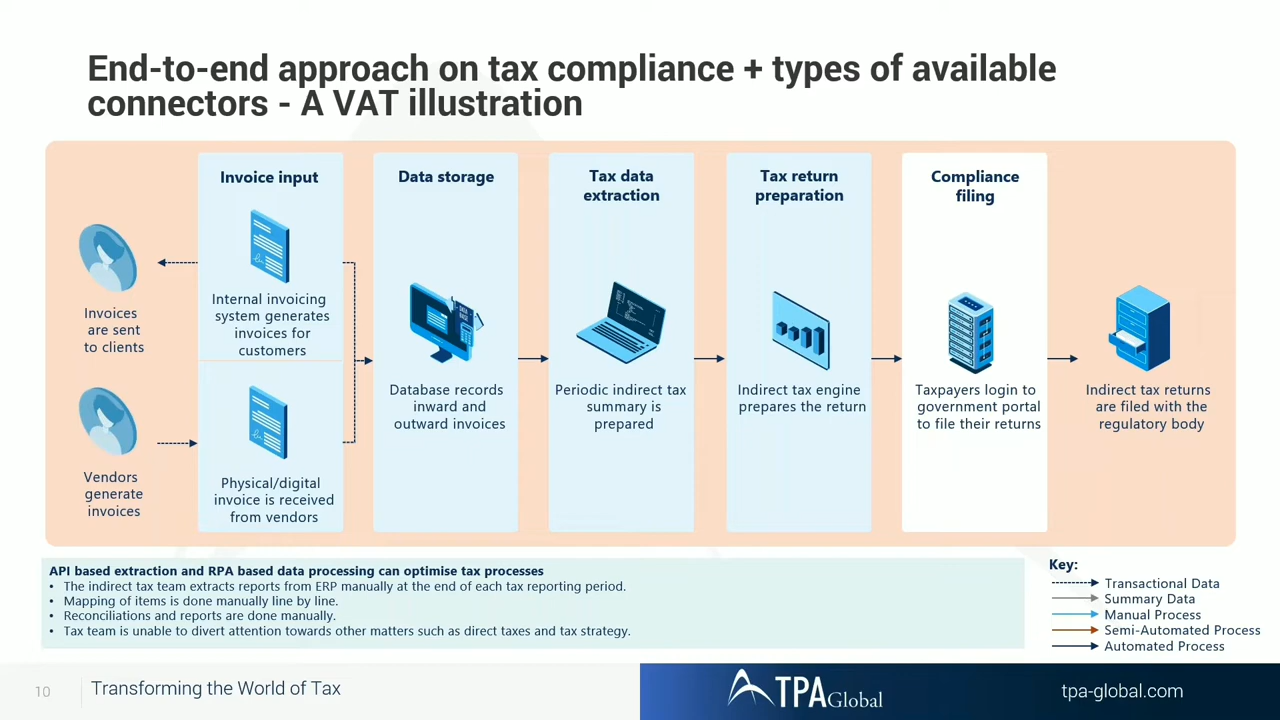 End-to-end approach on tax compliance + types of available
connectors - A VAT illustration
Invoices
are sent
to clients
Vendors
generate
invoices
Invoice input
Internal invoicing
system generates
invoices for
customers
Physical/digital
invoice is received
from vendors
Data storage
Database records
inward and
outward invoices
Tax data
extraction
Periodic indirect tax
summary is
prepared
Tax return
preparation
Indirect tax engine
prepares the return
Compliance
filing
Taxpayers login to
government portal
to file their returns
Indirect tax returns
are filed with the
regulatory body
API based extraction and RPA based data processing can optimise tax processes
• The indirect tax team extracts reports from ERP manually at the end of each tax reporting period.
• Mapping of items is done manually line by line.
• Reconciliations and reports are done manually.
• Tax team is unable to divert attention towards other matters such as direct taxes and tax strategy.
Key:
Transactional Data
Summary Data
Manual Process
Semi-Automated Process
Automated Process
10
Transforming the World of Tax
TPA Global
tpa-global.com